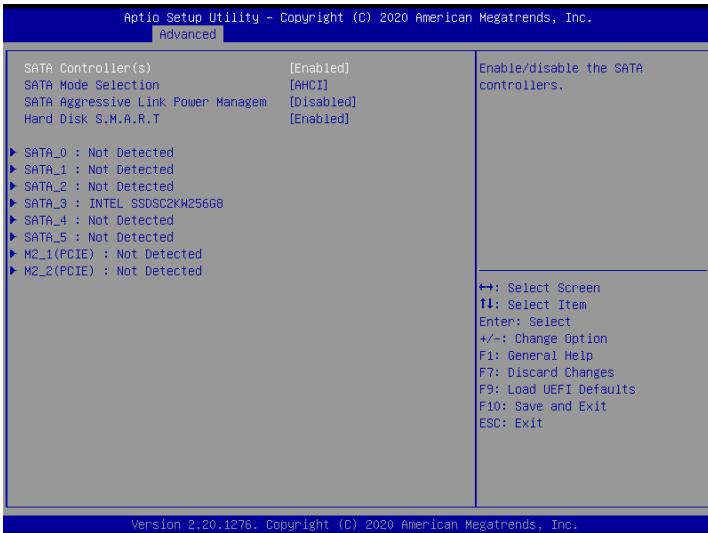 Aptio Setup Utility – Copyright (C) 2020 American Megatrends, Inc.
Advanced
SATA Controller(s) [Enabled]
SATA Mode Selection [AHCI]
SATA Aggressive Link Power Managem [Disabled]
Hard Disk S.M.A.R.T [Enabled]
SATA_0 : Not Detected
SATA_1 : Not Detected
SATA_2 : Not Detected
SATA_3 : INTEL SSDSC2KW256G8
SATA_4 : Not Detected
SATA_5 : Not Detected
M2_1(PCIE) : Not Detected
M2_2(PCIE) : Not Detected
Enable/disable the SATA
controllers.
↔: Select Screen
↑↓: Select Item
Enter: Select
+/-: Change Option
F1: General Help
F7: Discard Changes
F9: Load UEFI Defaults
F10: Save and Exit
ESC: Exit
Version 2.20.1276. Copyright (C) 2020 American Megatrends, Inc.